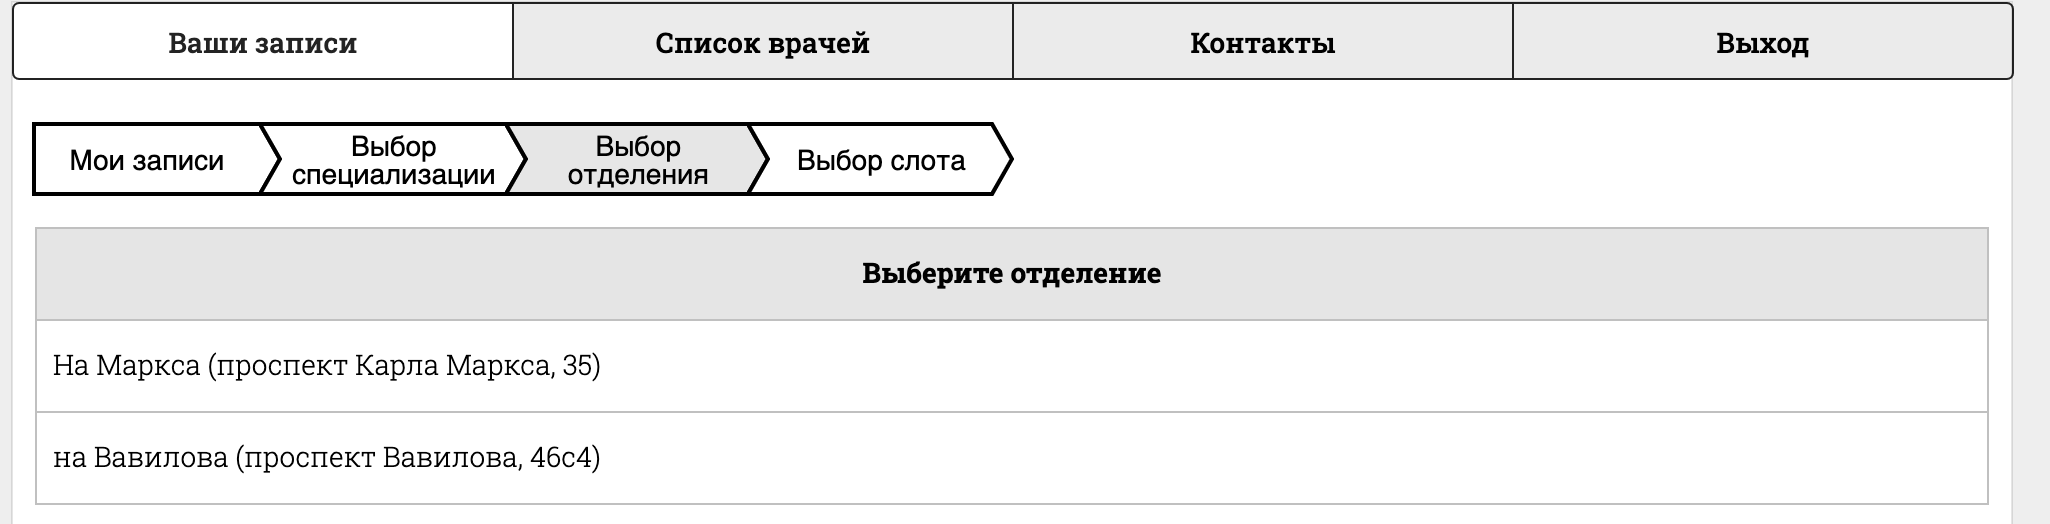 Ваши записи
Список врачей
Контакты
Выход
Мои записи
Выбор
специализации
Выбор
отделения
Выбор слота
Выберите отделение
На Маркса (проспект Карла Маркса, 35)
на Вавилова (проспект Вавилова, 46с4)